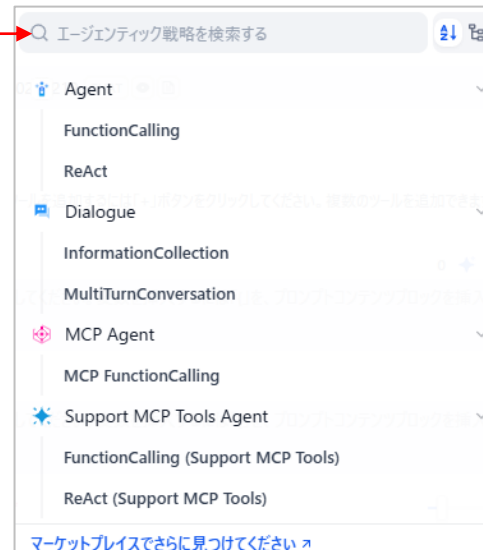 エージェンティック戦略を検索する
Agent
FunctionCalling
ReAct
Dialogue
InformationCollection
MultiTurnConversation
MCP Agent
MCP FunctionCalling
Support MCP Tools Agent
FunctionCalling (Support MCP Tools)
ReAct (Support MCP Tools)
マーケットプレイスでさらに見つけてください